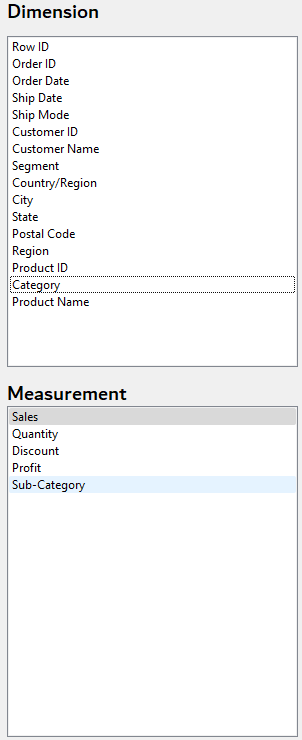 Dimension
Row ID
Order ID
Order Date
Ship Date
Ship Mode
Customer ID
Customer Name
Segment
Country/Region
City
State
Postal Code
Region
Product ID
Category
Product Name
Measurement
Sales
Quantity
Discount
Profit
Sub-Category